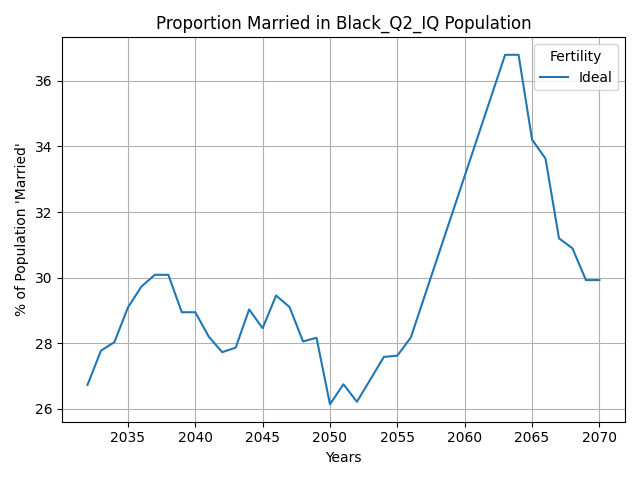 Proportion Married in Black_Q2_IQ Population
Fertility
Ideal
% of Population 'Married'
36
34
32
30
28
26
2035 2040 2045 2050 2055 2060 2065 2070
Years